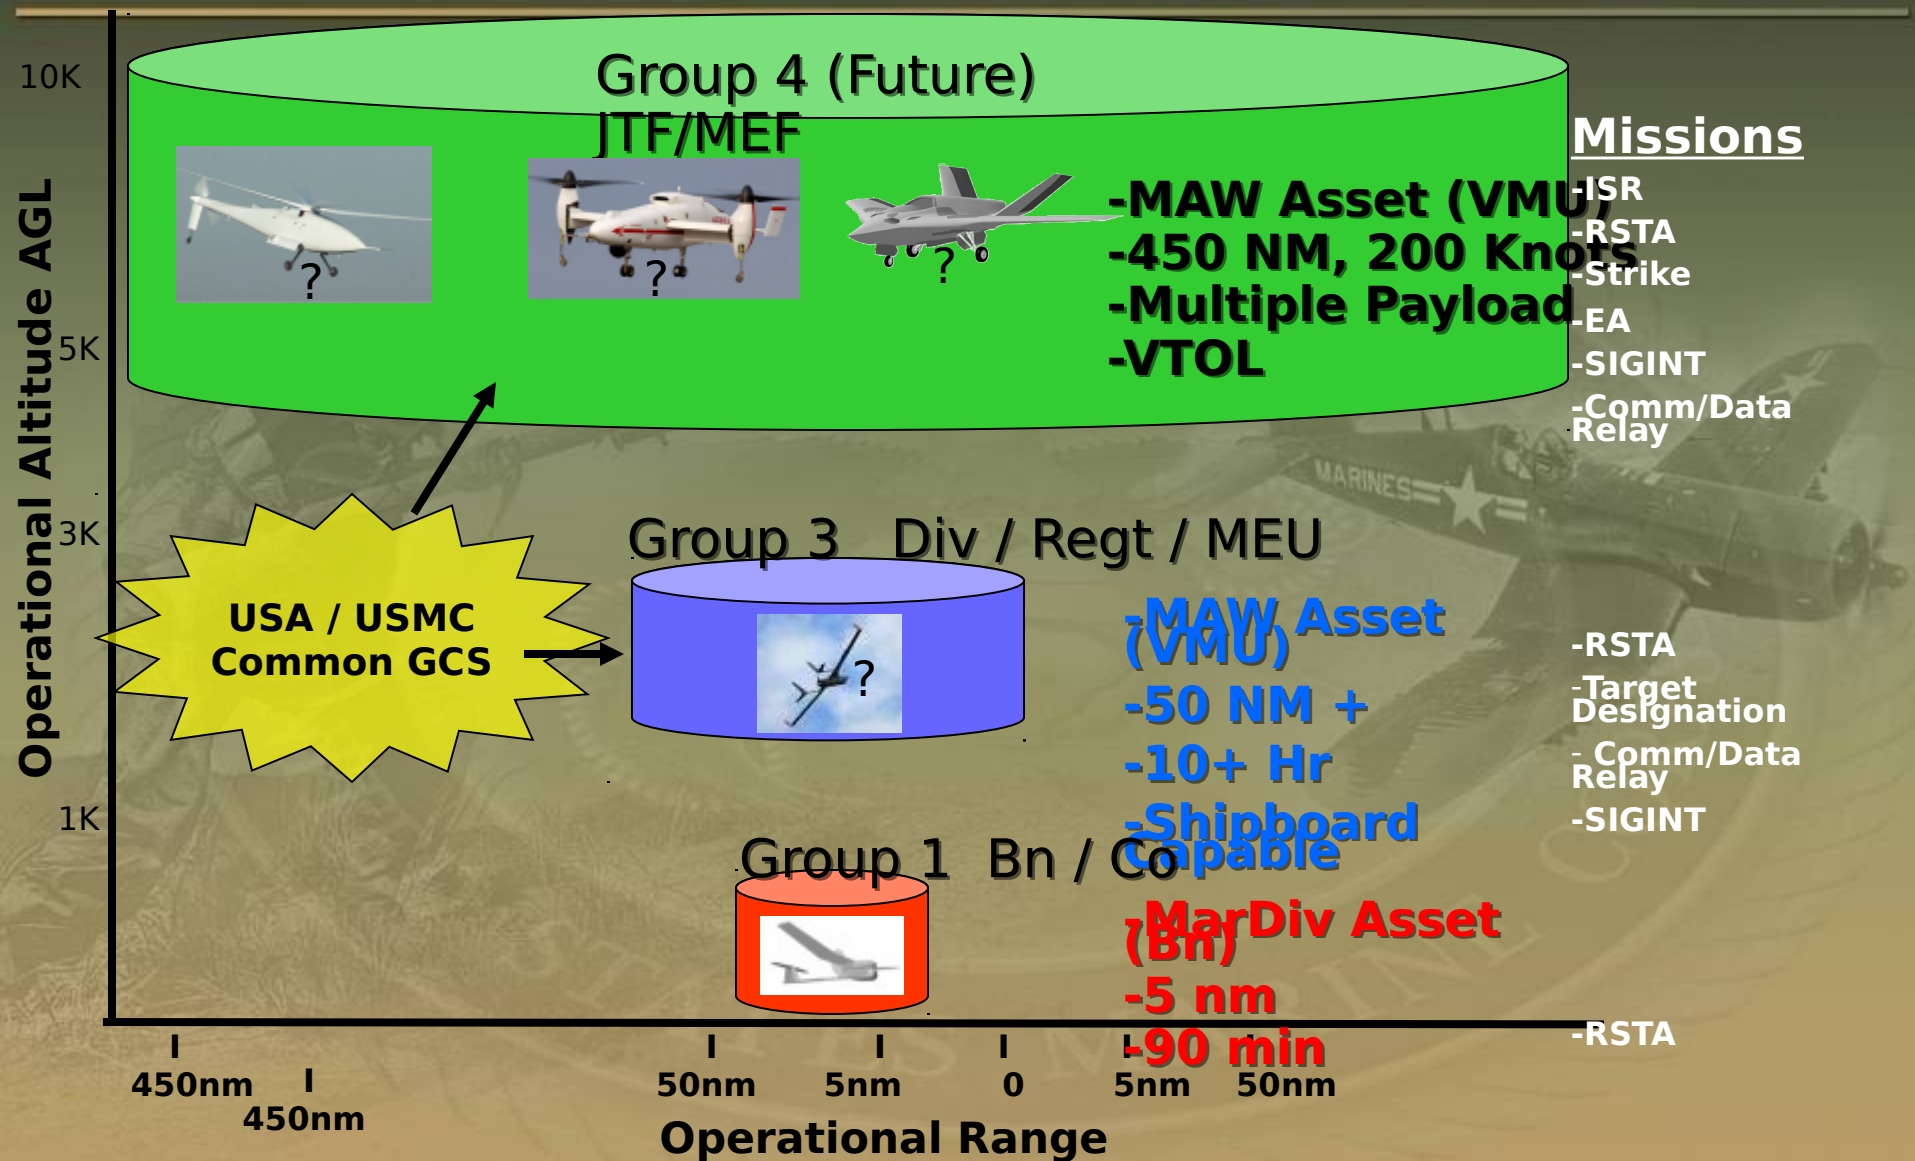 10K
Group 4 (Future)
JTF/MEF
Missions
-MAW Asset (VMU)
-450 NM, 200 Knots
-Multiple Payload
-VTOL
-ISR
-RSTA
-Strike
-EA
-SIGINT
-Comm/Data
Relay
?
?
?
5K
Operational Altitude AGL
3K
MARINES
Group 3 Div / Regt / MEU
USA / USMC
Common GCS
?
-MAW Asset
(VMU)
-50 NM +
-10+ Hr
-Shipboard
Capable
-RSTA
-Target
Designation
- Comm/Data
Relay
-SIGINT
1K
Group 1 Bn / Co
-MarDiv Asset
(Bn)
-5 nm
-90 min
-RSTA
450nm
450nm
50nm
5nm
0
5nm
50nm
Operational Range